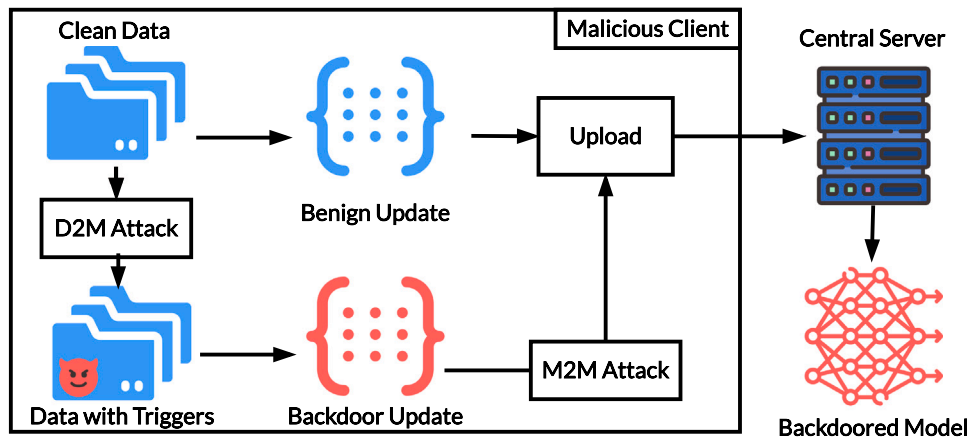 Clean Data
Malicious Client
Central Server
Upload
Benign Update
D2M Attack
M2M Attack
Data with Triggers
Backdoor Update
Backdoored Model